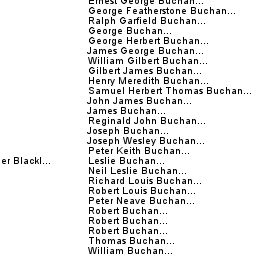 Ernest George Buchan...
George Featherstone Buchan...
Ralph Garfield Buchan...
George Buchan...
George Herbert Buchan...
James George Buchan...
William Gilbert Buchan...
Gilbert James Buchan...
Henry Meredith Buchan...
Samuel Herbert Thomas Buchan...
John James Buchan...
James Buchan...
Reginald John Buchan...
Joseph Buchan...
Joseph Wesley Buchan...
Peter Keith Buchan...
er Blackl... Leslie Buchan...
Neil Leslie Buchan...
Richard Louis Buchan...
Robert Louis Buchan...
Peter Neave Buchan...
Robert Buchan...
Robert Buchan...
Robert Buchan...
Thomas Buchan...
William Buchan...